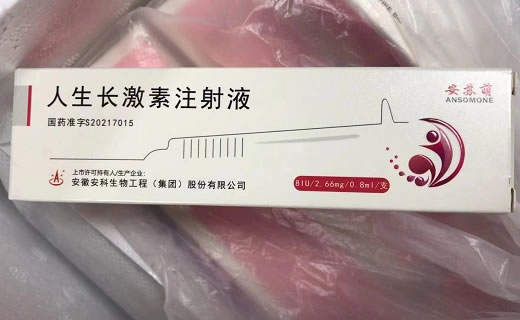 人生长激素注射液
安苏萌
ANSOMONE
国药准字S20217015
上市许可持有人/生产企业：
安徽安科生物工程（集团）股份有限公司
8IU/2.66mg/0.8ml/支